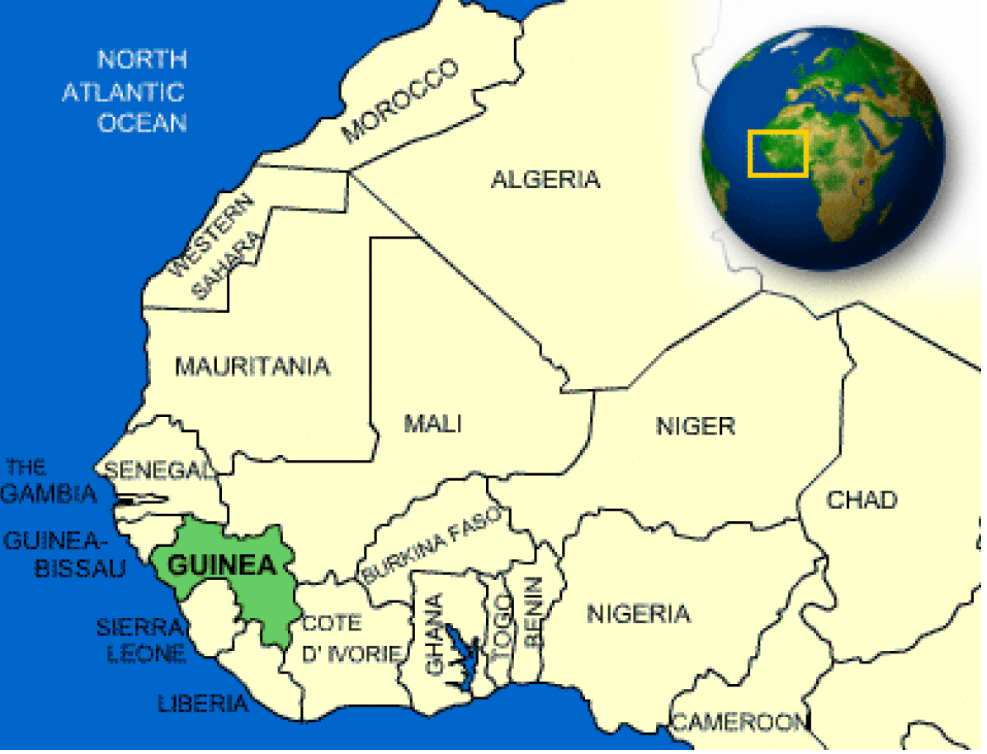 NORTH
ATLANTIC
OCEAN
MOROCCO
ALGERIA
WESTERN
SAHARA
MAURITANIA
MALI
NIGER
CHAD
THE
GAMBIA
SENEGAL
GUINEA-
BISSAU
GUINEA
BURKINA FASO
SIERRA
LEONE
COTE
D' IVORIE
GHANA
TOGO
BENIN
NIGERIA
LIBERIA
CAMEROON